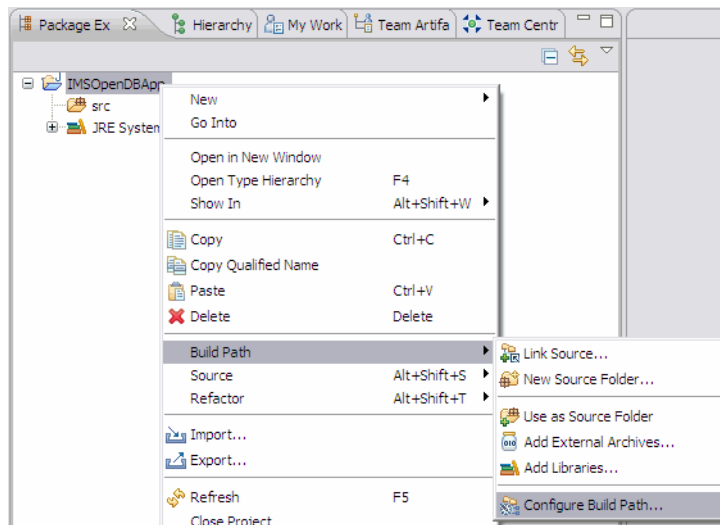 Package Ex Hierarchy My Work Team Artifa Team Centr
IMSOpenDBApp
src
JRE System
New
Go Into
Open in New Window
Open Type Hierarchy F4
Show In Alt+Shift+W
Copy Ctrl+C
Copy Qualified Name
Paste Ctrl+V
Delete Delete
Build Path
Source Alt+Shift+S
Refactor Alt+Shift+T
Import...
Export...
Refresh F5
Close Project
Link Source...
New Source Folder...
Use as Source Folder
Add External Archives...
Add Libraries...
Configure Build Path...